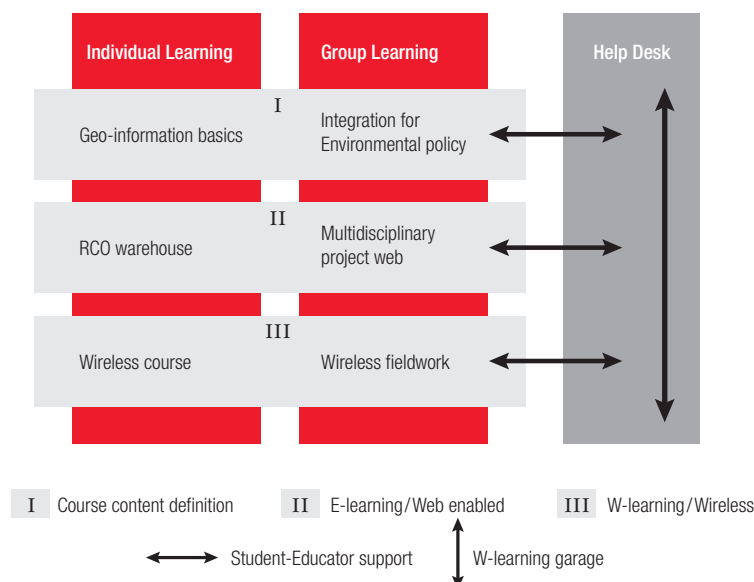 Individual Learning
Group Learning
Help Desk
I
Geo-information basics
Integration for
Environmental policy
II
RCO warehouse
Multidisciplinary
project web
III
Wireless course
Wireless fieldwork
I Course content definition
II E-learning/Web enabled
III W-learning/Wireless
Student-Educator support
W-learning garage